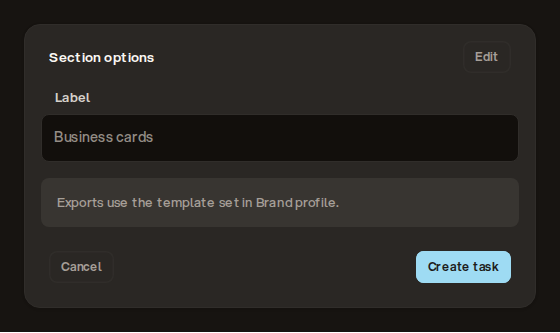 Section options
Edit
Label
Business cards
Exports use the template set in Brand profile.
Cancel
Create task